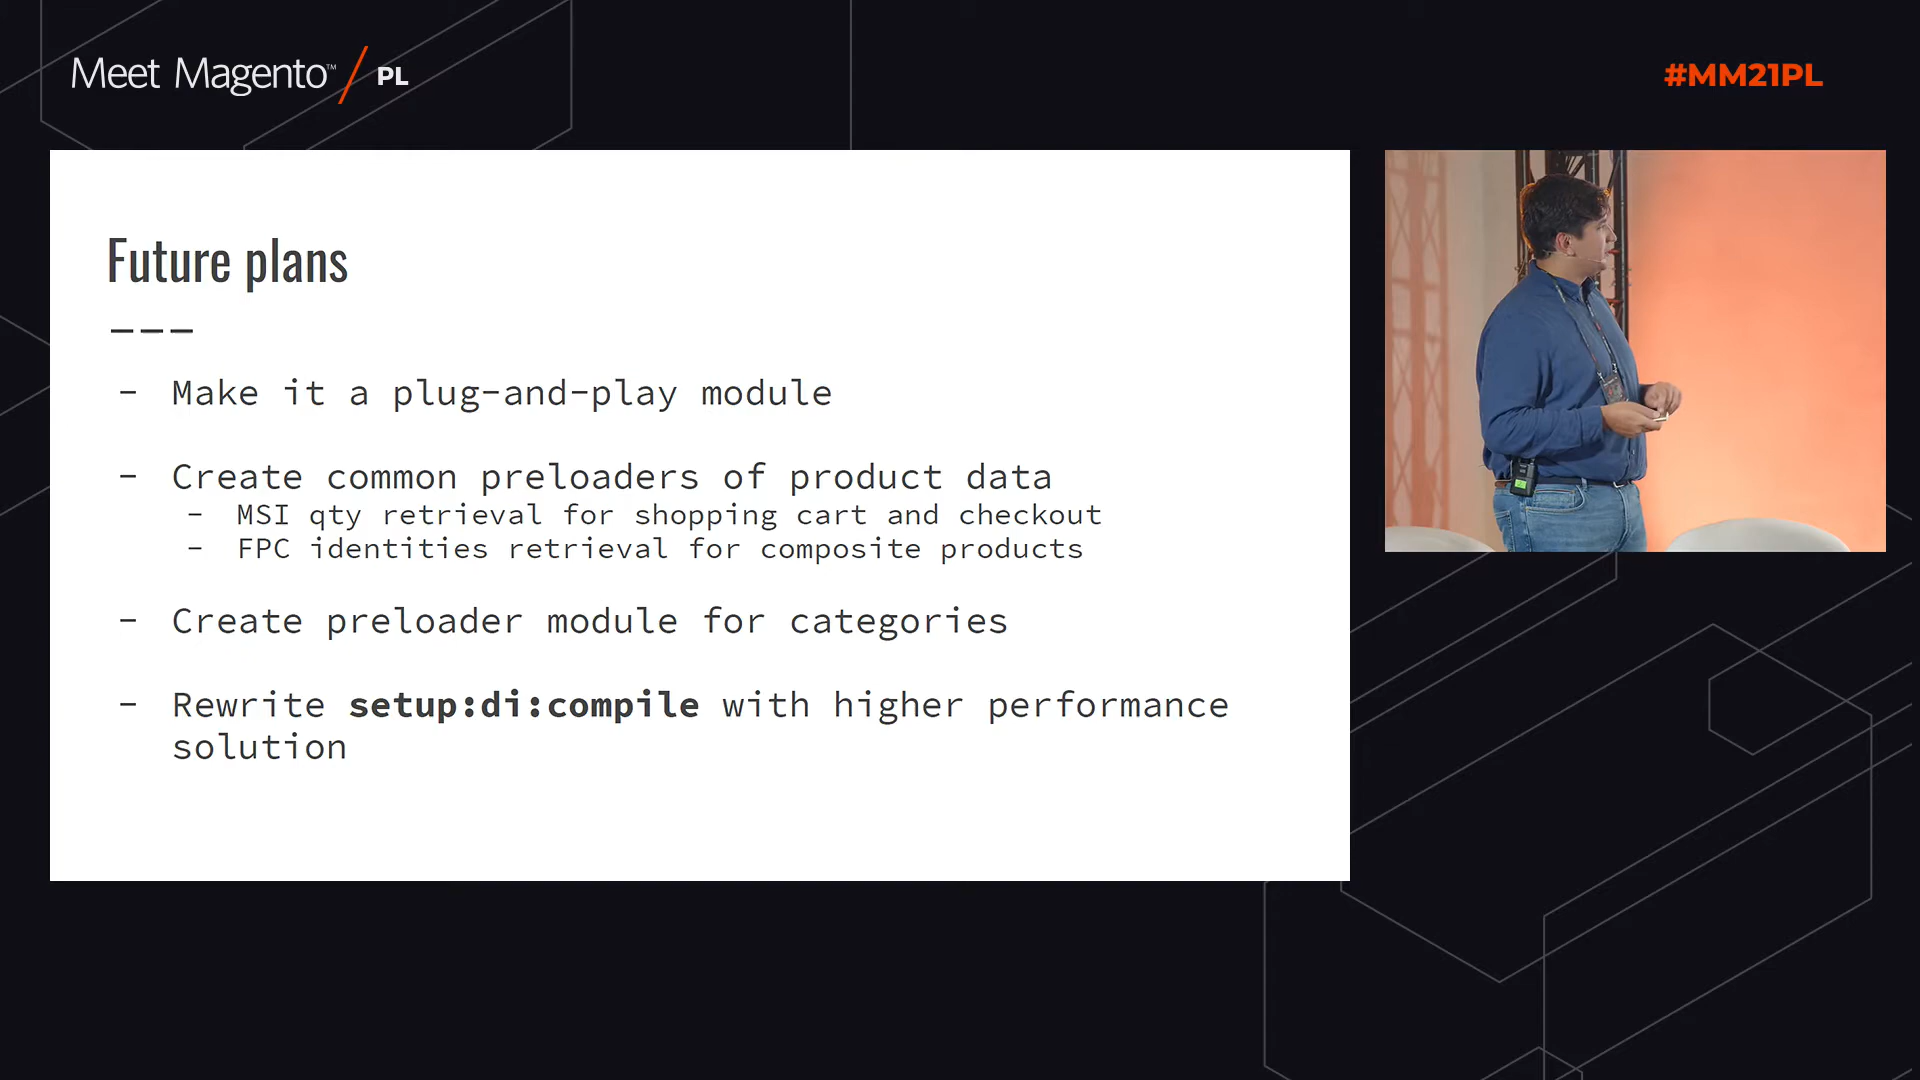 Meet Magento™ / PL
#MM21PL
Future plans
- Make it a plug-and-play module
- Create common preloaders of product data
- MSI qty retrieval for shopping cart and checkout
- FPC identities retrieval for composite products
- Create preloader module for categories
- Rewrite setup:di:compile with higher performance
solution